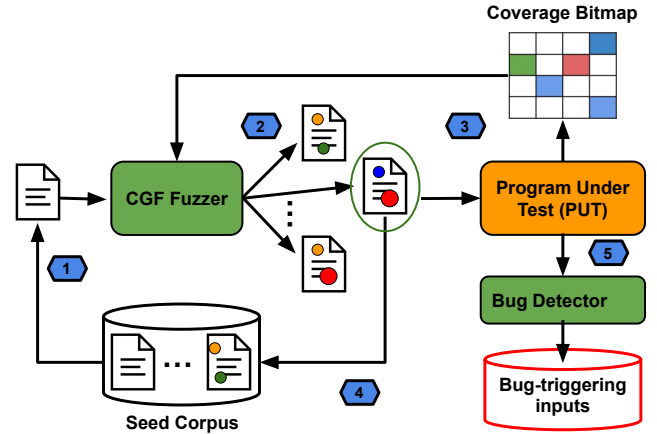 Coverage Bitmap
2
3
CGF Fuzzer
Program Under
Test (PUT)
1
5
Bug Detector
4
Bug-triggering
inputs
Seed Corpus